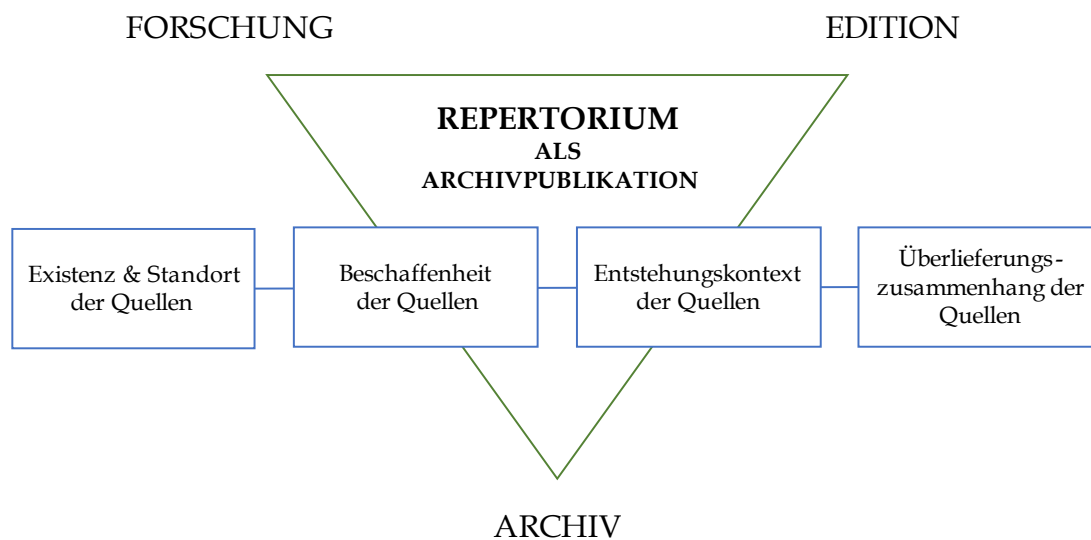 FORSCHUNG
EDITION
REPERTORIUM
ALS
ARCHIVPUBLIKATION
Existenz & Standort
der Quellen
Beschaffenheit
der Quellen
Entstehungskontext
der Quellen
Überlieferungs-
zusammenhang der
Quellen
ARCHIV